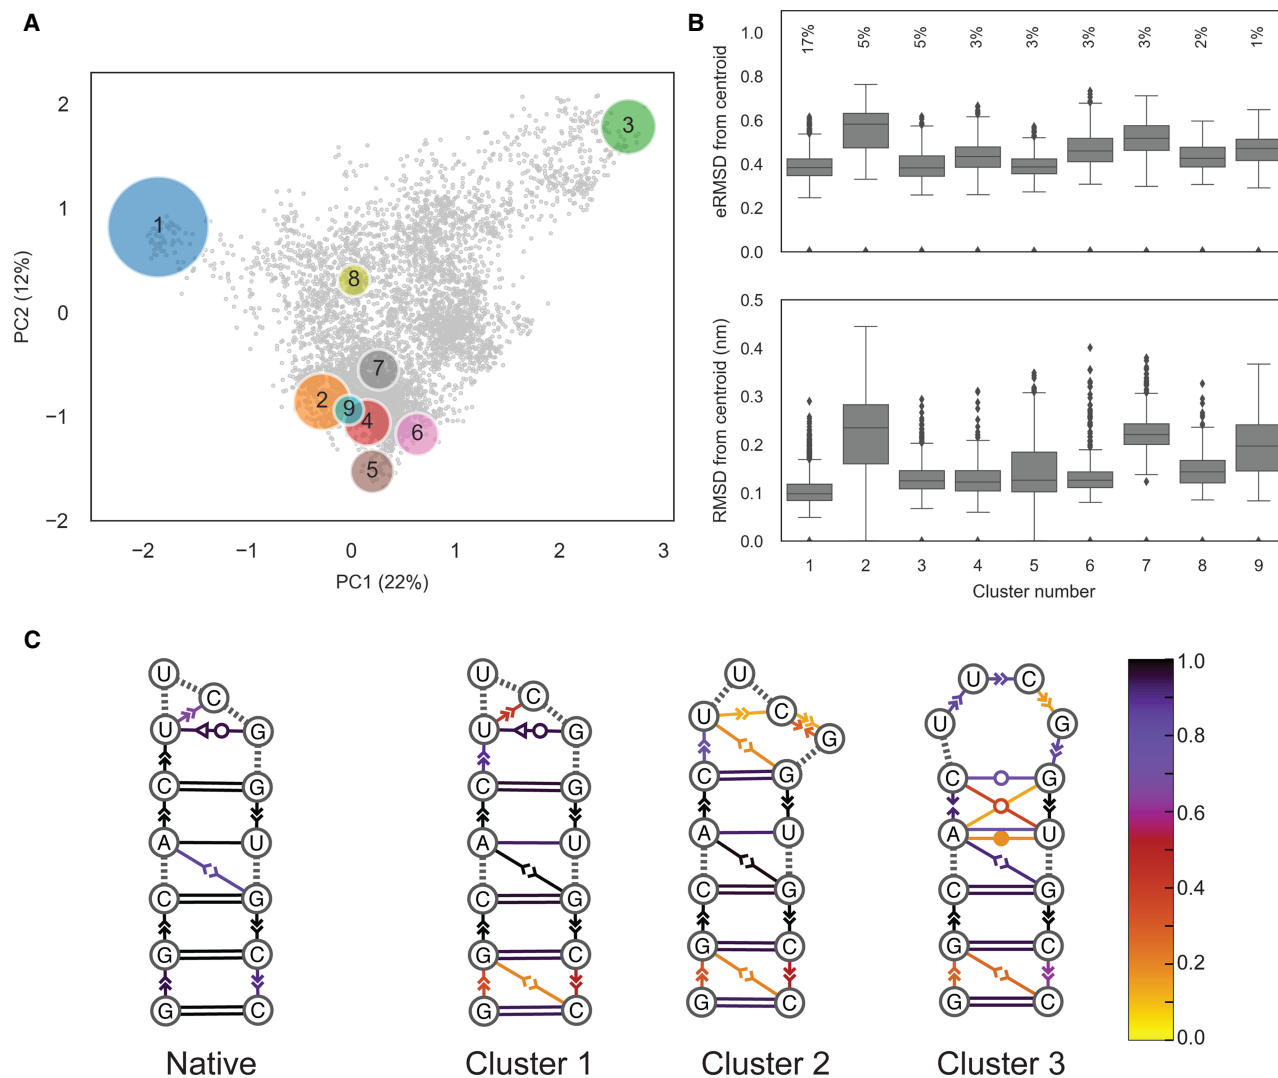 A
2
1
0
−1
−2
PC2 (12%)
3
1
8
7
2
9
4
6
5
−2
−1
0
1
2
3
PC1 (22%)
B
1.0
0.8
0.6
0.4
0.2
0.0
eRMSD from centroid
17%
5%
5%
3%
3%
3%
3%
2%
1%
0.5
0.4
0.3
0.2
0.1
0.0
RMSD from centroid (nm)
1 2 3 4 5 6 7 8 9
Cluster number
C
U
C
U G
C G
A U
C G
G C
G C
Native
U
C
U G
C G
A U
C G
G C
G C
Cluster 1
U
U C
G
C G
A U
C G
G C
G C
Cluster 2
U C
U G
C G
A U
C G
G C
G C
Cluster 3
1.0
0.8
0.6
0.4
0.2
0.0